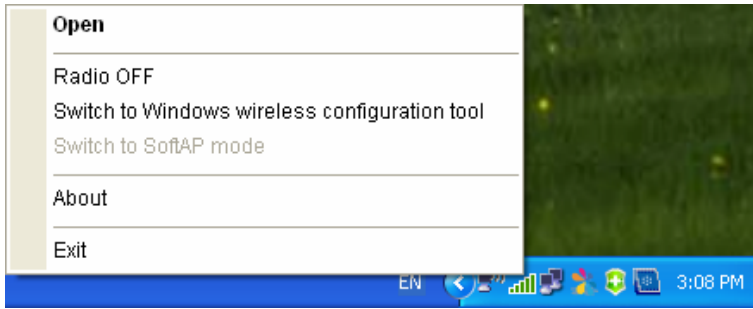 Open
Radio OFF
Switch to Windows wireless configuration tool
Switch to SoftAP mode
About
Exit
EN
3:08 PM